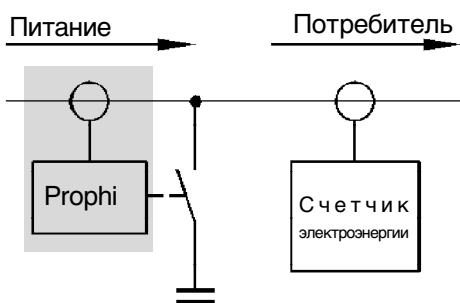 Питание
Потребитель
Prophi
Счетчик
электроэнергии